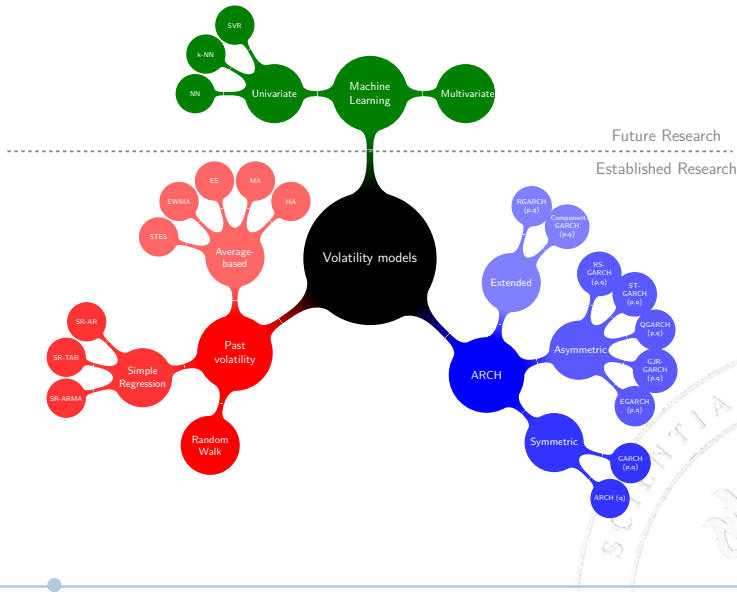 SVR
k-NN
NN
Univariate
Machine
Learning
Multivariate
Future Research
Established Research
ES
MA
EWMA
HA
STES
Average-
based
RGARCH
(p,q)
Component-
GARCH
(p,q)
Volatility models
Extended
RS-
GARCH
(p,q)
ST-
GARCH
(p,q)
QGARCH
(p,q)
GJR-
GARCH
(p,q)
EGARCH
(p,q)
Asymmetric
SR-AR
SR-TAR
SR-ARMA
Simple
Regression
Past
volatility
ARCH
Random
Walk
Symmetric
GARCH
(p,q)
ARCH (q)
SCIENTIA